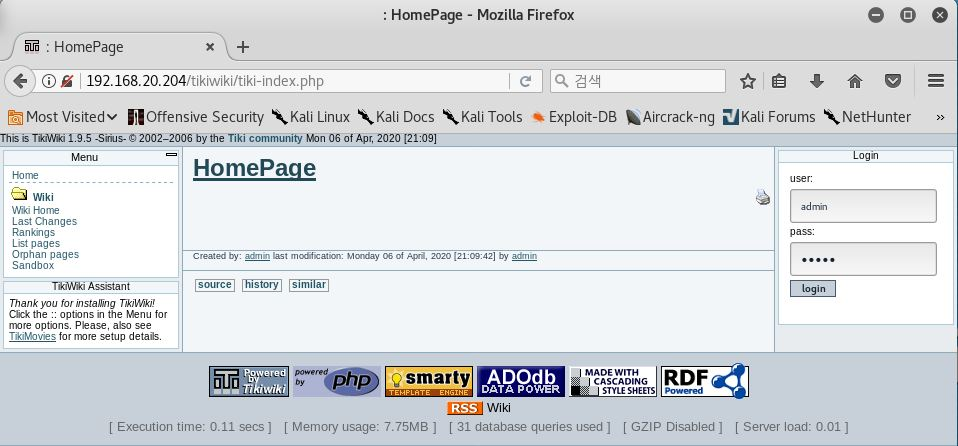 : HomePage - Mozilla Firefox
: HomePage
192.168.20.204/tikiwiki/tiki-index.php
검색
Most Visited
Offensive Security
Kali Linux
Kali Docs
Kali Tools
Exploit-DB
Aircrack-ng
Kali Forums
NetHunter
»
This is TikiWiki 1.9.5 -Sirius- © 2002–2006 by the Tiki community Mon 06 of Apr, 2020 [21:09]
Menu
Home
Wiki
Wiki Home
Last Changes
Rankings
List pages
Orphan pages
Sandbox
TikiWiki Assistant
Thank you for installing TikiWiki!
Click the :: options in the Menu for
more options. Please, also see
TikiMovies for more setup details.
HomePage
Created by: admin last modification: Monday 06 of April, 2020 [21:09:42] by admin
source
history
similar
Login
user:
admin
pass:
•••••
login
Powered by Tikiwiki
powered by php
smarty
TEMPLATE ENGINE
ADOdb
DATA POWER
MADE WITH
CASCADING
STYLE SHEETS
RDF
Powered
RSS Wiki
[ Execution time: 0.11 secs ] [ Memory usage: 7.75MB ] [ 31 database queries used ] [ GZIP Disabled ] [ Server load: 0.01 ]